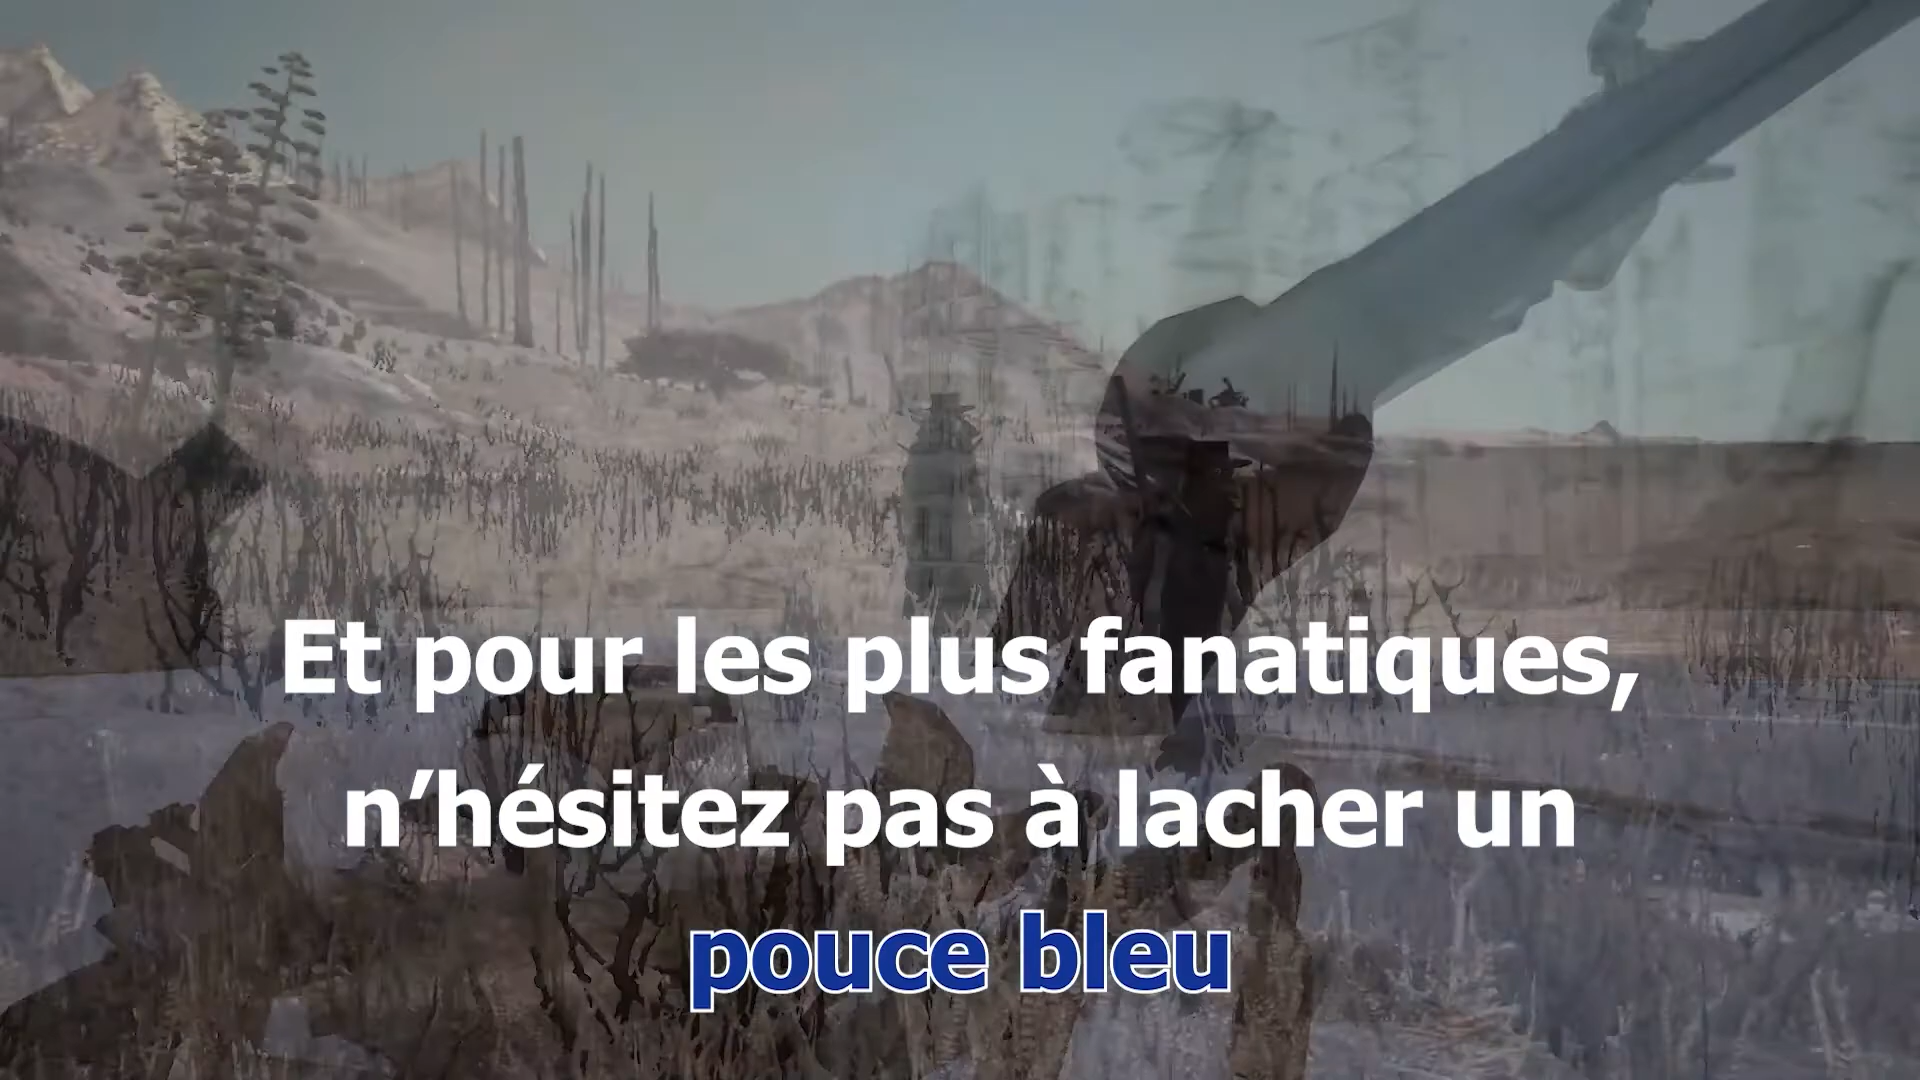 Et pour les plus fanatiques,
n’hésitez pas à lacher un
pouce bleu